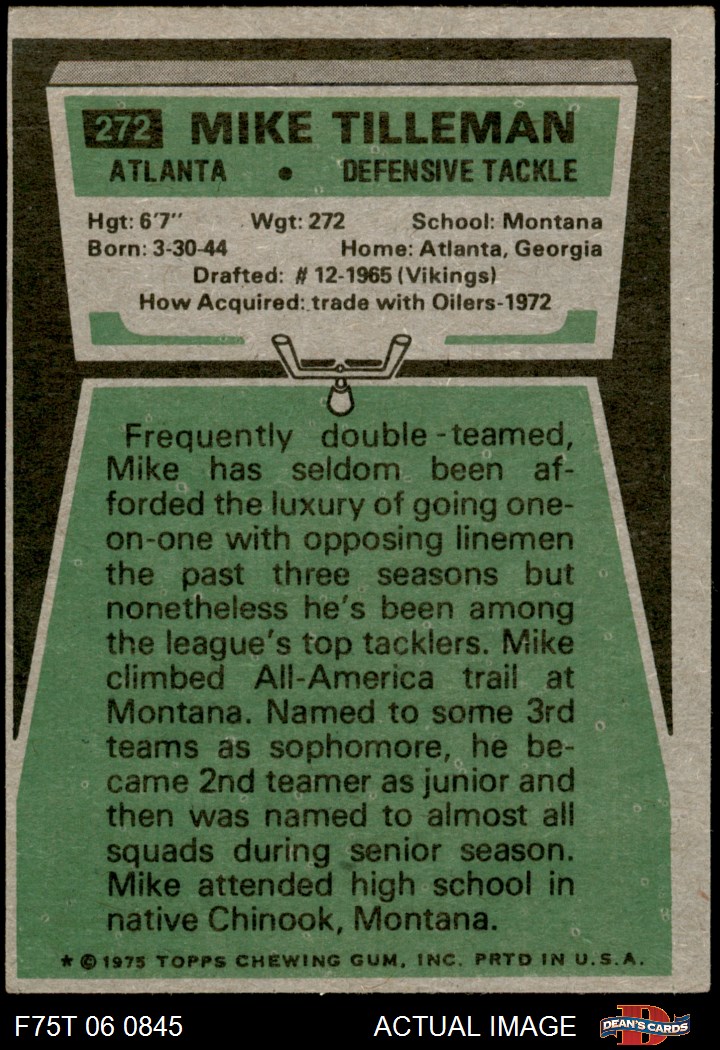 272 MIKE TILLEMAN
ATLANTA • DEFENSIVE TACKLE
Hgt: 6'7" Wgt: 272 School: Montana
Born: 3-30-44 Home: Atlanta, Georgia
Drafted: # 12-1965 (Vikings)
How Acquired: trade with Oilers-1972
Frequently double-teamed,
Mike has seldom been af-
forded the luxury of going one-
on-one with opposing linemen
the past three seasons but
nonetheless he's been among
the league's top tacklers. Mike
climbed All-America trail at
Montana. Named to some 3rd
teams as sophomore, he be-
came 2nd teamer as junior and
then was named to almost all
squads during senior season.
Mike attended high school in
native Chinook, Montana.
* © 1975 TOPPS CHEWING GUM, INC. PRTD IN U.S.A.
F75T 06 0845 ACTUAL IMAGE D DEAN'S CARDS